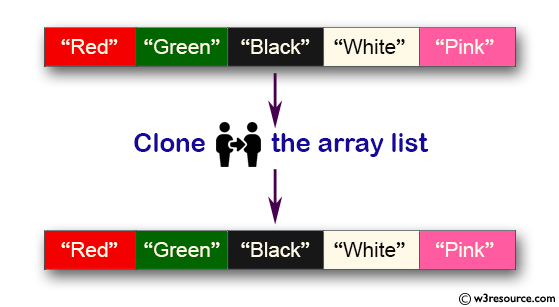 “Red” “Green” “Black” “White” “Pink”
Clone the array list
“Red” “Green” “Black” “White” “Pink”
© w3resource.com